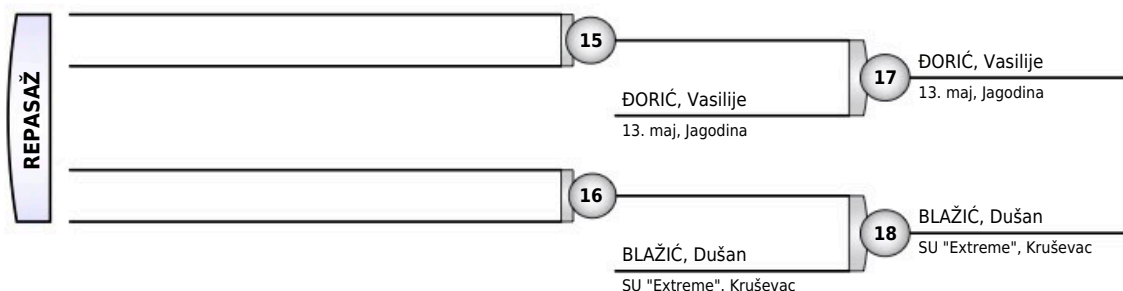 REPASAŽ
15
ĐORIĆ, Vasilije
13. maj, Jagodina
17
ĐORIĆ, Vasilije
13. maj, Jagodina
16
BLAŽIĆ, Dušan
SU "Extreme", Kruševac
18
BLAŽIĆ, Dušan
SU "Extreme", Kruševac